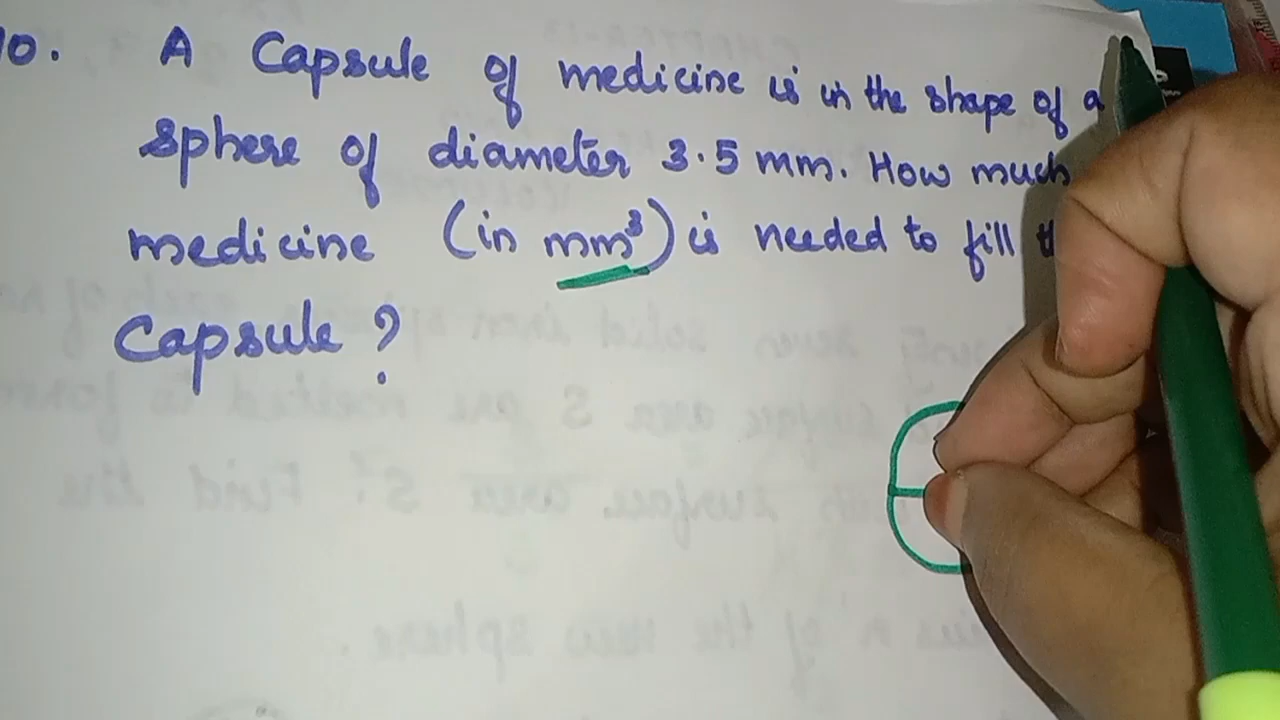 10. A Capsule of medicine is in the shape of a
sphere of diameter 3.5 mm. How much
medicine (in mm³) is needed to fill
Capsule ?